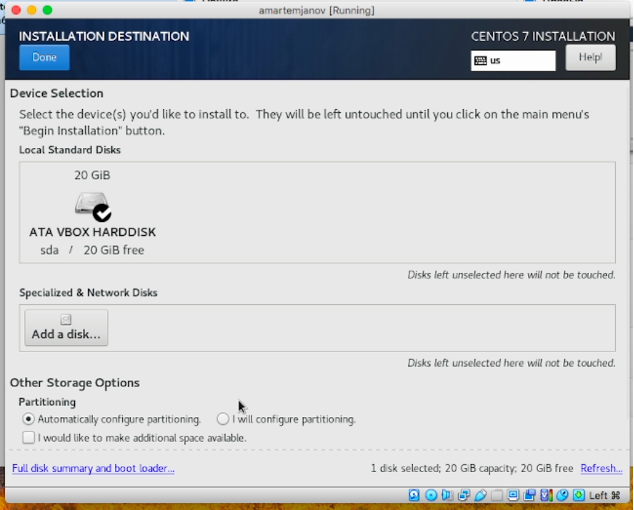 amartemjanov [Running]
INSTALLATION DESTINATION
CENTOS 7 INSTALLATION
Done
us
Help!
Device Selection
Select the device(s) you'd like to install to. They will be left untouched until you click on the main menu's
"Begin Installation" button.
Local Standard Disks
20 GiB
ATA VBOX HARDDISK
sda / 20 GiB free
Disks left unselected here will not be touched.
Specialized & Network Disks
Add a disk...
Disks left unselected here will not be touched.
Other Storage Options
Partitioning
Automatically configure partitioning.
I will configure partitioning.
I would like to make additional space available.
Full disk summary and boot loader...
1 disk selected; 20 GiB capacity; 20 GiB free
Refresh...
Left ⌘